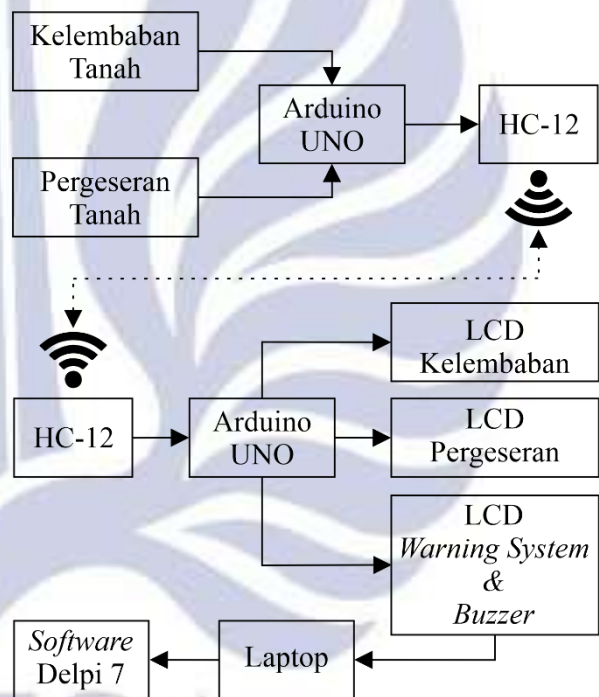 Kelembaban
Tanah
Arduino
UNO
HC-12
Pergeseran
Tanah
LCD
Kelembaban
HC-12
Arduino
UNO
LCD
Pergeseran
LCD
Warning System
&
Buzzer
Software
Delpi 7
Laptop